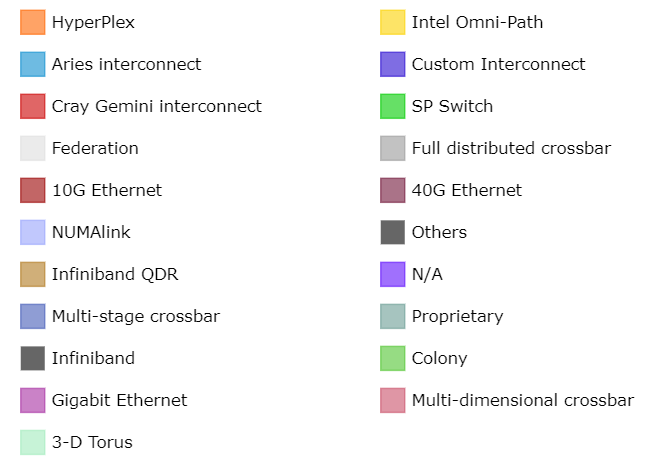 HyperPlex
Intel Omni-Path
Aries interconnect
Custom Interconnect
Cray Gemini interconnect
SP Switch
Federation
Full distributed crossbar
10G Ethernet
40G Ethernet
NUMAlink
Others
Infiniband QDR
N/A
Multi-stage crossbar
Proprietary
Infiniband
Colony
Gigabit Ethernet
Multi-dimensional crossbar
3-D Torus